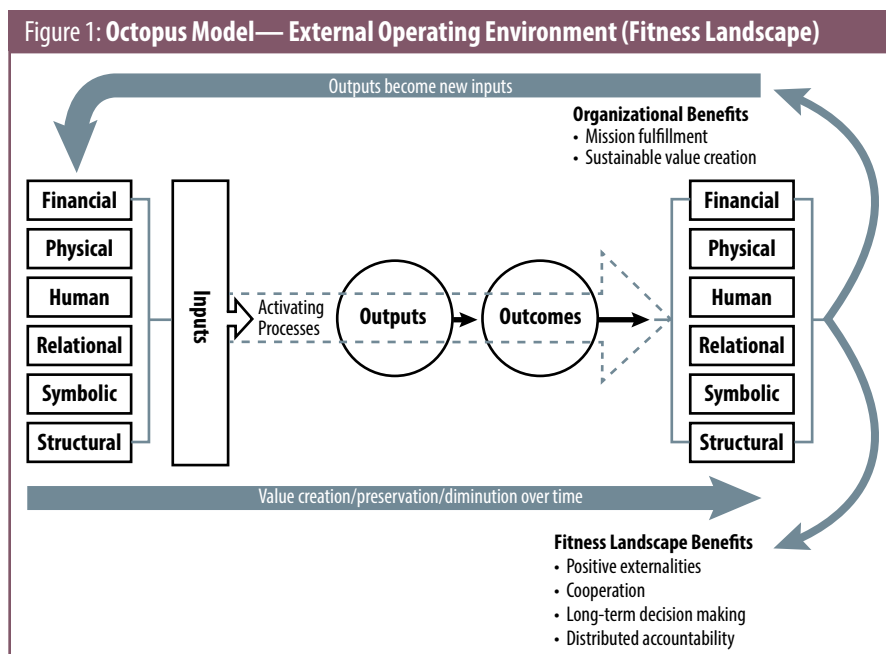 Figure 1: Octopus Model— External Operating Environment (Fitness Landscape)
Outputs become new inputs
Organizational Benefits
• Mission fulfillment
• Sustainable value creation
Financial
Physical
Human
Relational
Symbolic
Structural
Inputs
Activating
Processes
Outputs
Outcomes
Financial
Physical
Human
Relational
Symbolic
Structural
Value creation/preservation/diminution over time
Fitness Landscape Benefits
• Positive externalities
• Cooperation
• Long-term decision making
• Distributed accountability